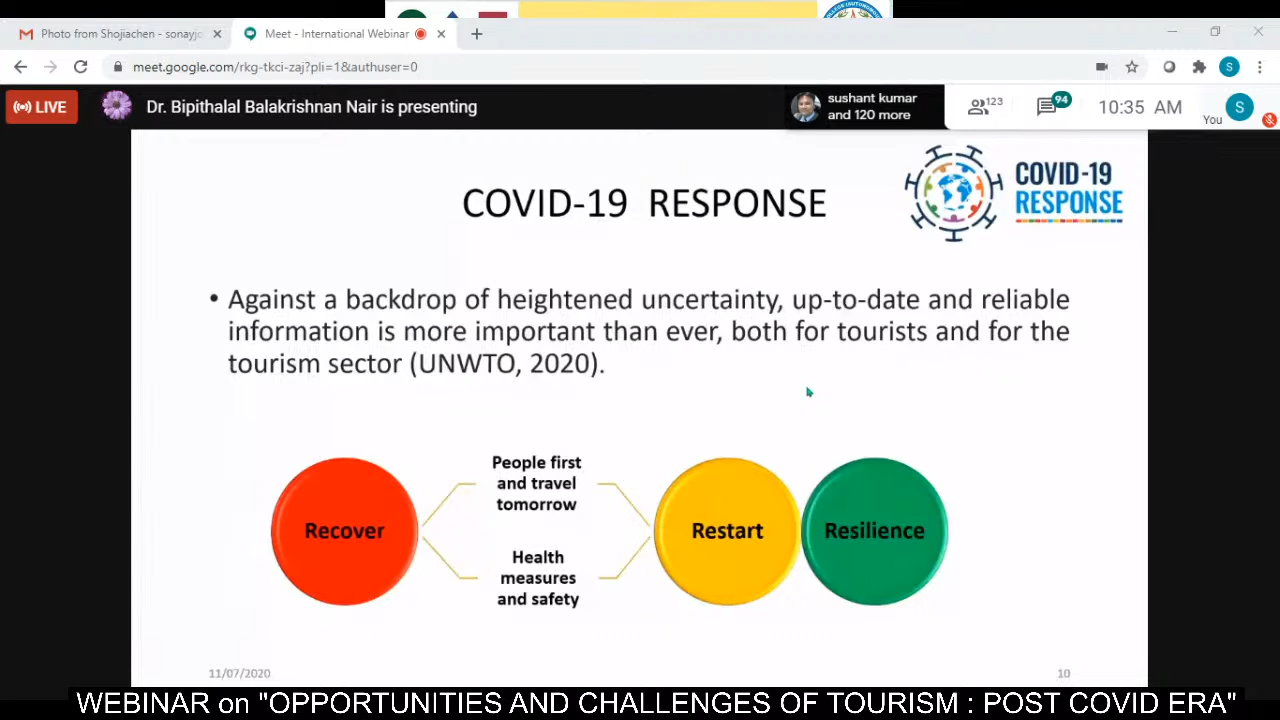 COLLEGE (AUTONOMOUS
Photo from Shojiachen - sonayjo
Meet - International Webinar
meet.google.com/rkg-tkci-zaj?pli=1&authuser=0
S
LIVE
Dr. Bipithalal Balakrishnan Nair is presenting
sushant kumar
and 120 more
123
94
10:35 AM
You
S
COVID-19 RESPONSE
COVID-19
RESPONSE
• Against a backdrop of heightened uncertainty, up-to-date and reliable
information is more important than ever, both for tourists and for the
tourism sector (UNWTO, 2020).
Recover
People first
and travel
tomorrow
Health
measures
and safety
Restart
Resilience
11/07/2020
10
WEBINAR on "OPPORTUNITIES AND CHALLENGES OF TOURISM : POST COVID ERA"